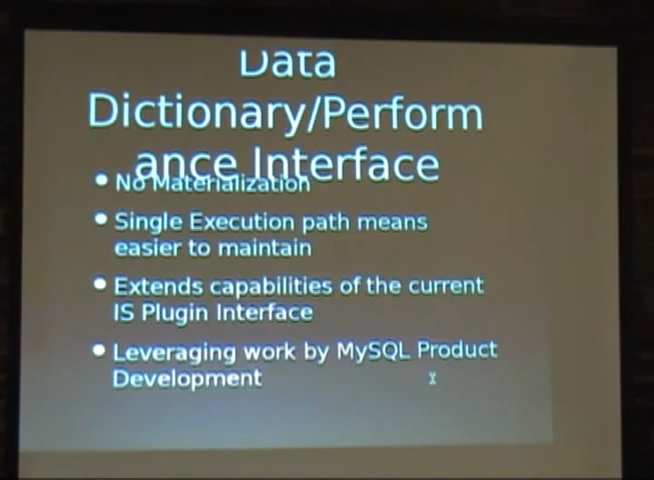 Data
Dictionary/Perform
ance Interface
• No Materialization
• Single Execution path means
easier to maintain
• Extends capabilities of the current
IS Plugin Interface
• Leveraging work by MySQL Product
Development